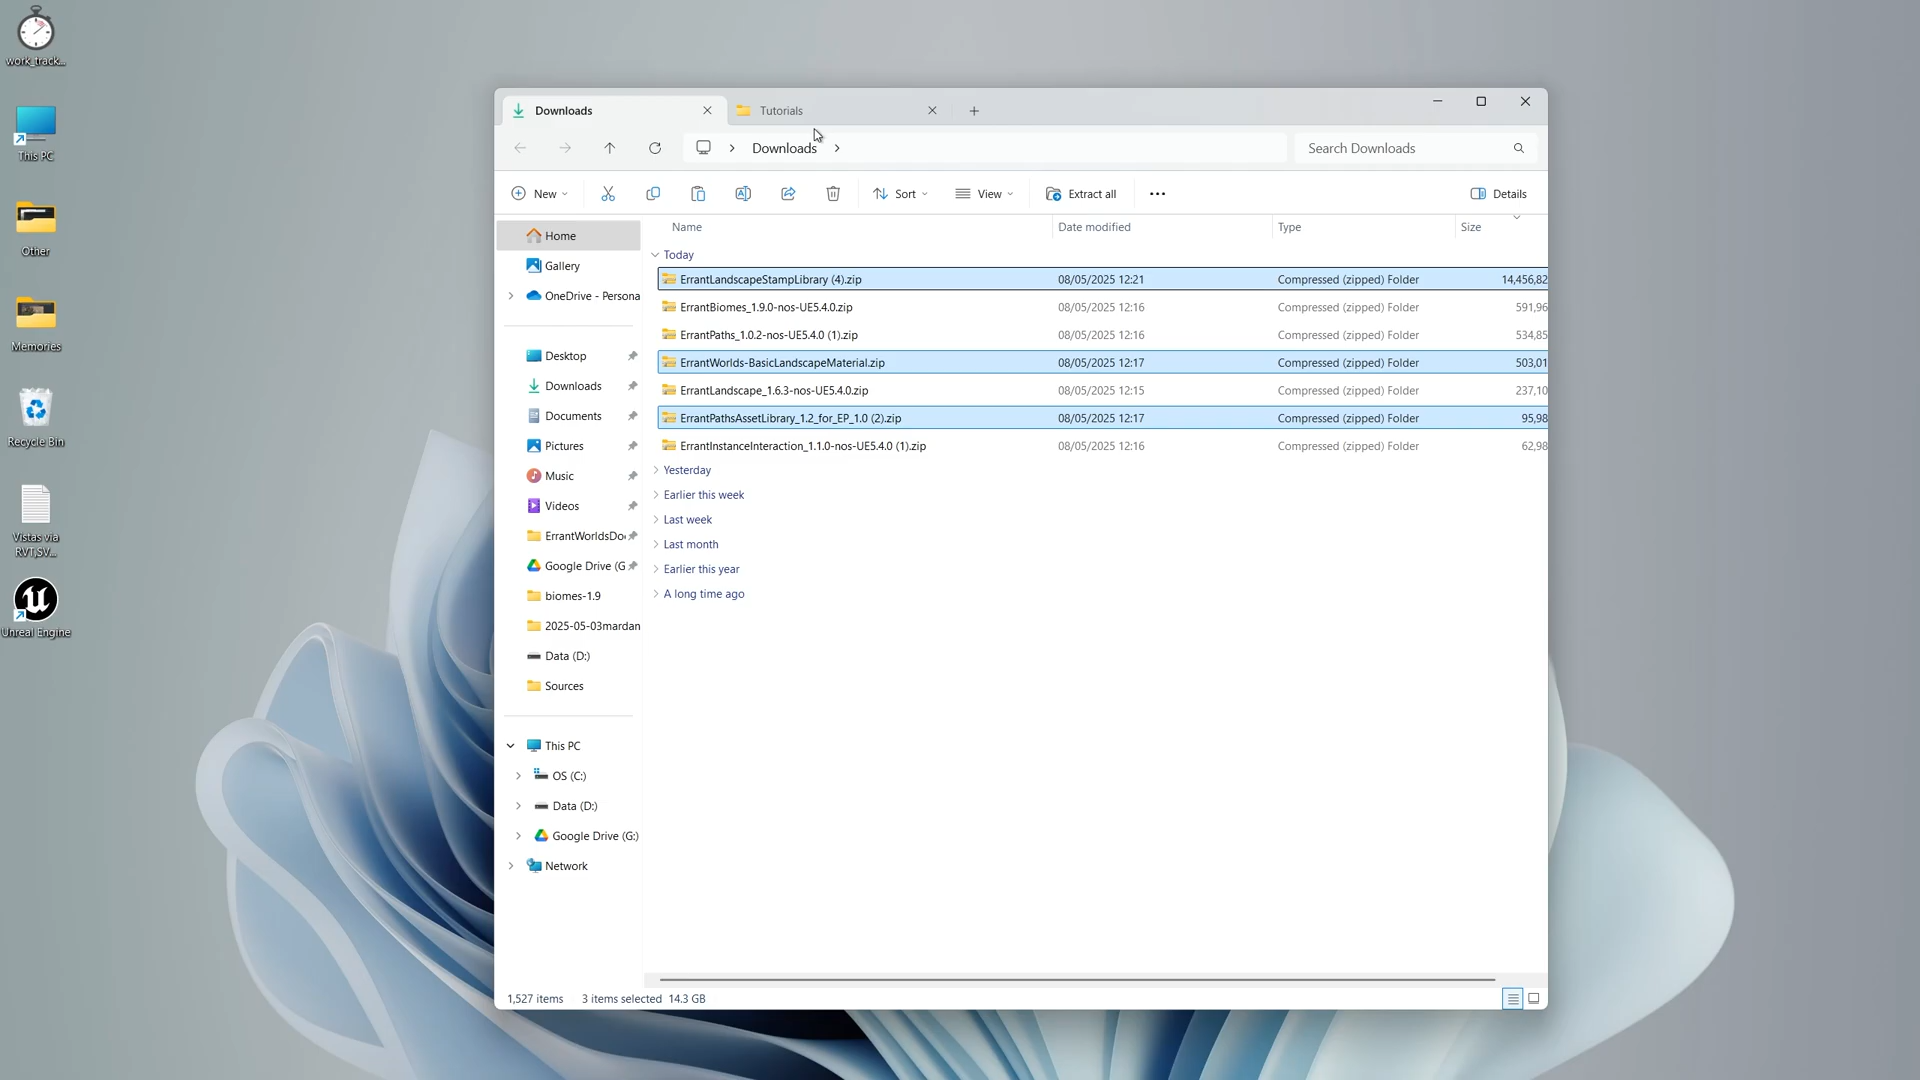 work_track...
This PC
Other
Memories
Recycle Bin
Vistas via
RVT,SV...
Unreal Engine
Downloads
Tutorials
Downloads
Search Downloads
New
Sort
View
Extract all
Details
Home
Gallery
OneDrive - Persona
Desktop
Downloads
Documents
Pictures
Music
Videos
ErrantWorldsDo
Google Drive (G
biomes-1.9
2025-05-03mardan
Data (D:)
Sources
This PC
OS (C:)
Data (D:)
Google Drive (G:)
Network
Name Date modified Type Size
Today
ErrantLandscapeStampLibrary (4).zip 08/05/2025 12:21 Compressed (zipped) Folder 14,456,82
ErrantBiomes_1.9.0-nos-UE5.4.0.zip 08/05/2025 12:16 Compressed (zipped) Folder 591,96
ErrantPaths_1.0.2-nos-UE5.4.0 (1).zip 08/05/2025 12:16 Compressed (zipped) Folder 534,85
ErrantWorlds-BasicLandscapeMaterial.zip 08/05/2025 12:17 Compressed (zipped) Folder 503,01
ErrantLandscape_1.6.3-nos-UE5.4.0.zip 08/05/2025 12:15 Compressed (zipped) Folder 237,10
ErrantPathsAssetLibrary_1.2_for_EP_1.0 (2).zip 08/05/2025 12:17 Compressed (zipped) Folder 95,98
ErrantInstanceInteraction_1.1.0-nos-UE5.4.0 (1).zip 08/05/2025 12:16 Compressed (zipped) Folder 62,98
Yesterday
Earlier this week
Last week
Last month
Earlier this year
A long time ago
1,527 items 3 items selected 14.3 GB